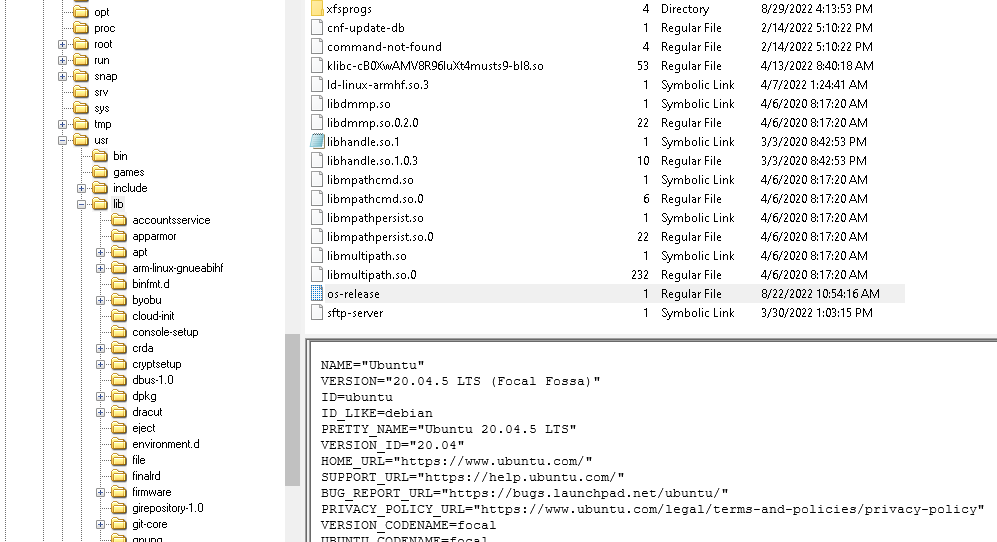 opt
proc
root
run
snap
srv
sys
tmp
usr
bin
games
include
lib
accountsservice
apparmor
apt
arm-linux-gnueabihf
binfmt.d
byobu
cloud-init
console-setup
crda
cryptsetup
dbus-1.0
dpkg
dracut
eject
environment.d
file
finalrd
firmware
girepository-1.0
git-core
gnupg
xfsprogs 4 Directory 8/29/2022 4:13:53 PM
cnf-update-db 1 Regular File 2/14/2022 5:10:22 PM
command-not-found 4 Regular File 2/14/2022 5:10:22 PM
klibc-cB0XwAMV8R96luXt4musts9-bl8.so 53 Regular File 4/13/2022 8:40:18 AM
ld-linux-armhf.so.3 1 Symbolic Link 4/7/2022 1:24:41 AM
libdmmp.so 1 Symbolic Link 4/6/2020 8:17:20 AM
libdmmp.so.0.2.0 22 Regular File 4/6/2020 8:17:20 AM
libhandle.so.1 1 Symbolic Link 3/3/2020 8:42:53 PM
libhandle.so.1.0.3 10 Regular File 3/3/2020 8:42:53 PM
libmpathcmd.so 1 Symbolic Link 4/6/2020 8:17:20 AM
libmpathcmd.so.0 6 Regular File 4/6/2020 8:17:20 AM
libmpathpersist.so 1 Symbolic Link 4/6/2020 8:17:20 AM
libmpathpersist.so.0 22 Regular File 4/6/2020 8:17:20 AM
libmultipath.so 1 Symbolic Link 4/6/2020 8:17:20 AM
libmultipath.so.0 232 Regular File 4/6/2020 8:17:20 AM
os-release 1 Regular File 8/22/2022 10:54:16 AM
sftp-server 1 Symbolic Link 3/30/2022 1:03:15 PM
NAME="Ubuntu"
VERSION="20.04.5 LTS (Focal Fossa)"
ID=ubuntu
ID_LIKE=debian
PRETTY_NAME="Ubuntu 20.04.5 LTS"
VERSION_ID="20.04"
HOME_URL="https://www.ubuntu.com/"
SUPPORT_URL="https://help.ubuntu.com/"
BUG_REPORT_URL="https://bugs.launchpad.net/ubuntu/"
PRIVACY_POLICY_URL="https://www.ubuntu.com/legal/terms-and-policies/privacy-policy"
VERSION_CODENAME=focal
UBUNTU_CODENAME=focal